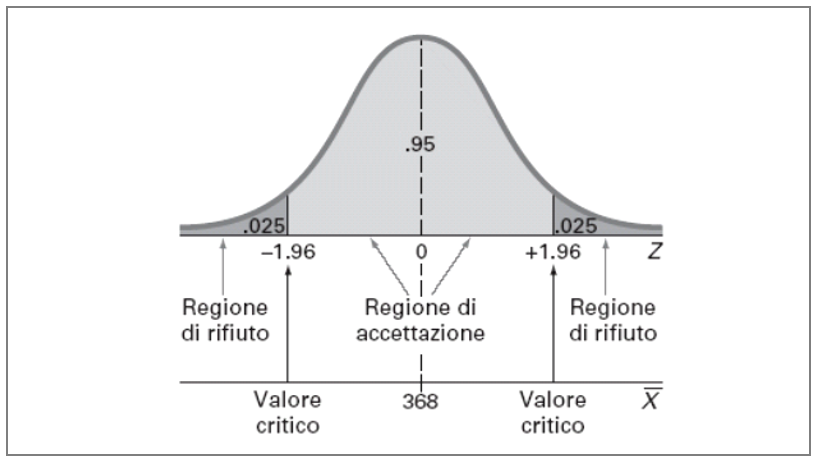 .95
.025
.025
–1.96
0
+1.96
Z
Regione
di rifiuto
Regione di
accettazione
Regione
di rifiuto
Valore
critico
368
Valore
critico
X̅